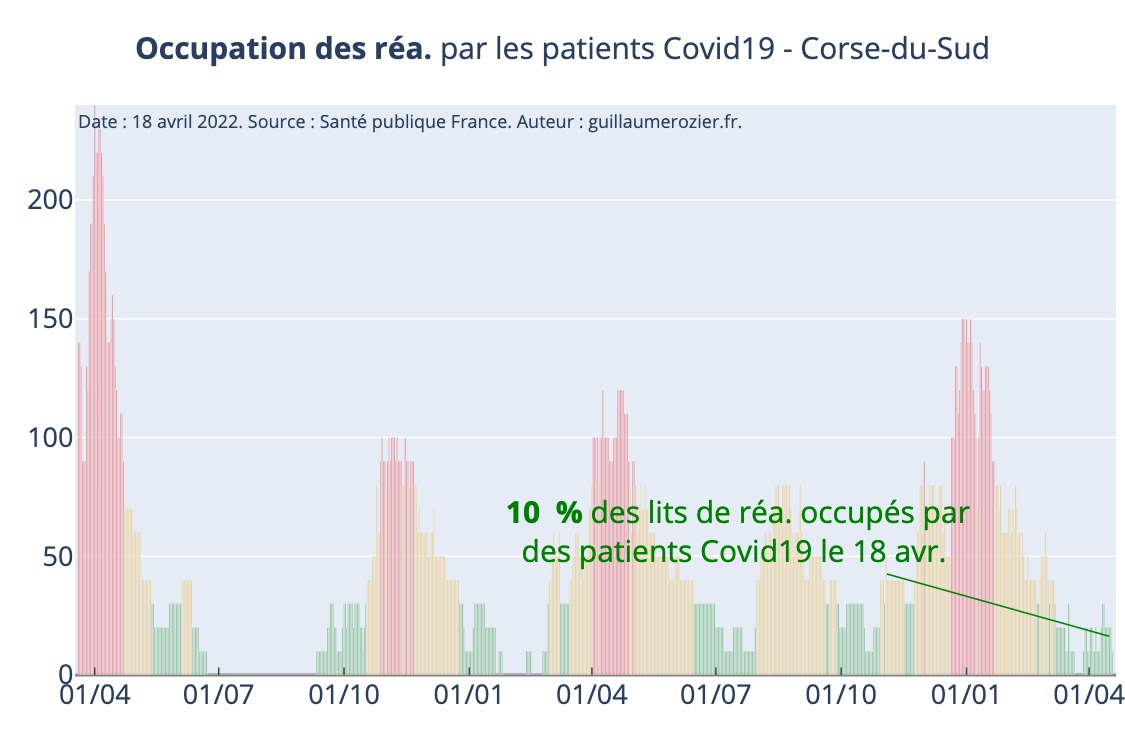 Occupation des réa. par les patients Covid19 - Corse-du-Sud
Date : 18 avril 2022. Source : Santé publique France. Auteur : guillaumerozier.fr.
200
150
100
50
0
10 % des lits de réa. occupés par
des patients Covid19 le 18 avr.
01/04 01/07 01/10 01/01 01/04 01/07 01/10 01/01 01/04